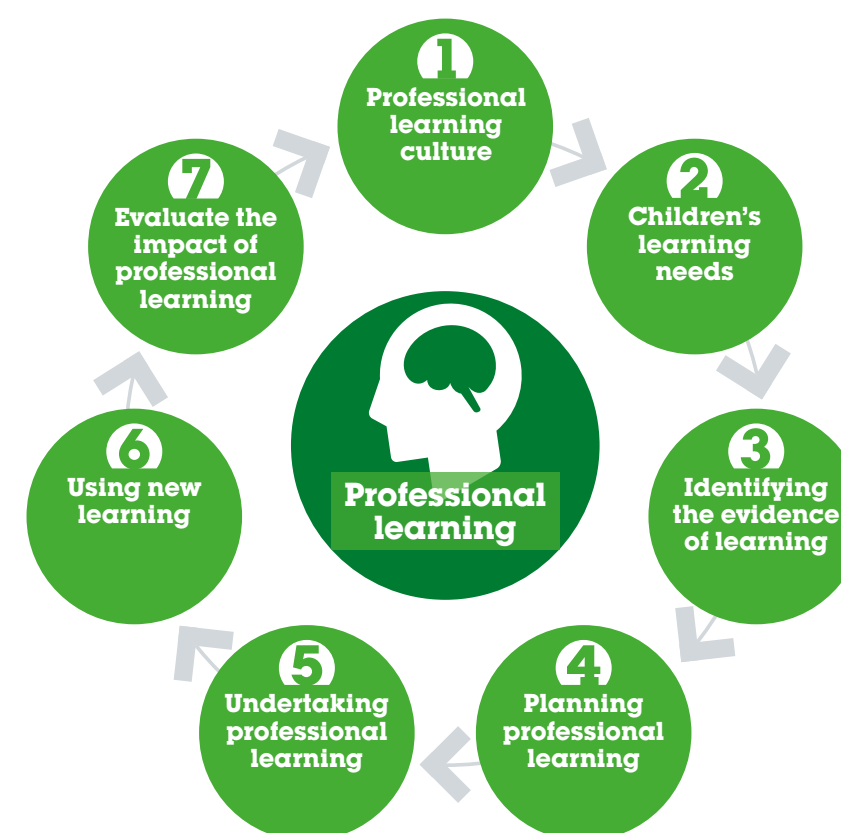 1
Professional
learning
culture
2
Children’s
learning
needs
3
Identifying
the evidence
of learning
4
Planning
professional
learning
5
Undertaking
professional
learning
6
Using new
learning
7
Evaluate the
impact of
professional
learning
Professional
learning